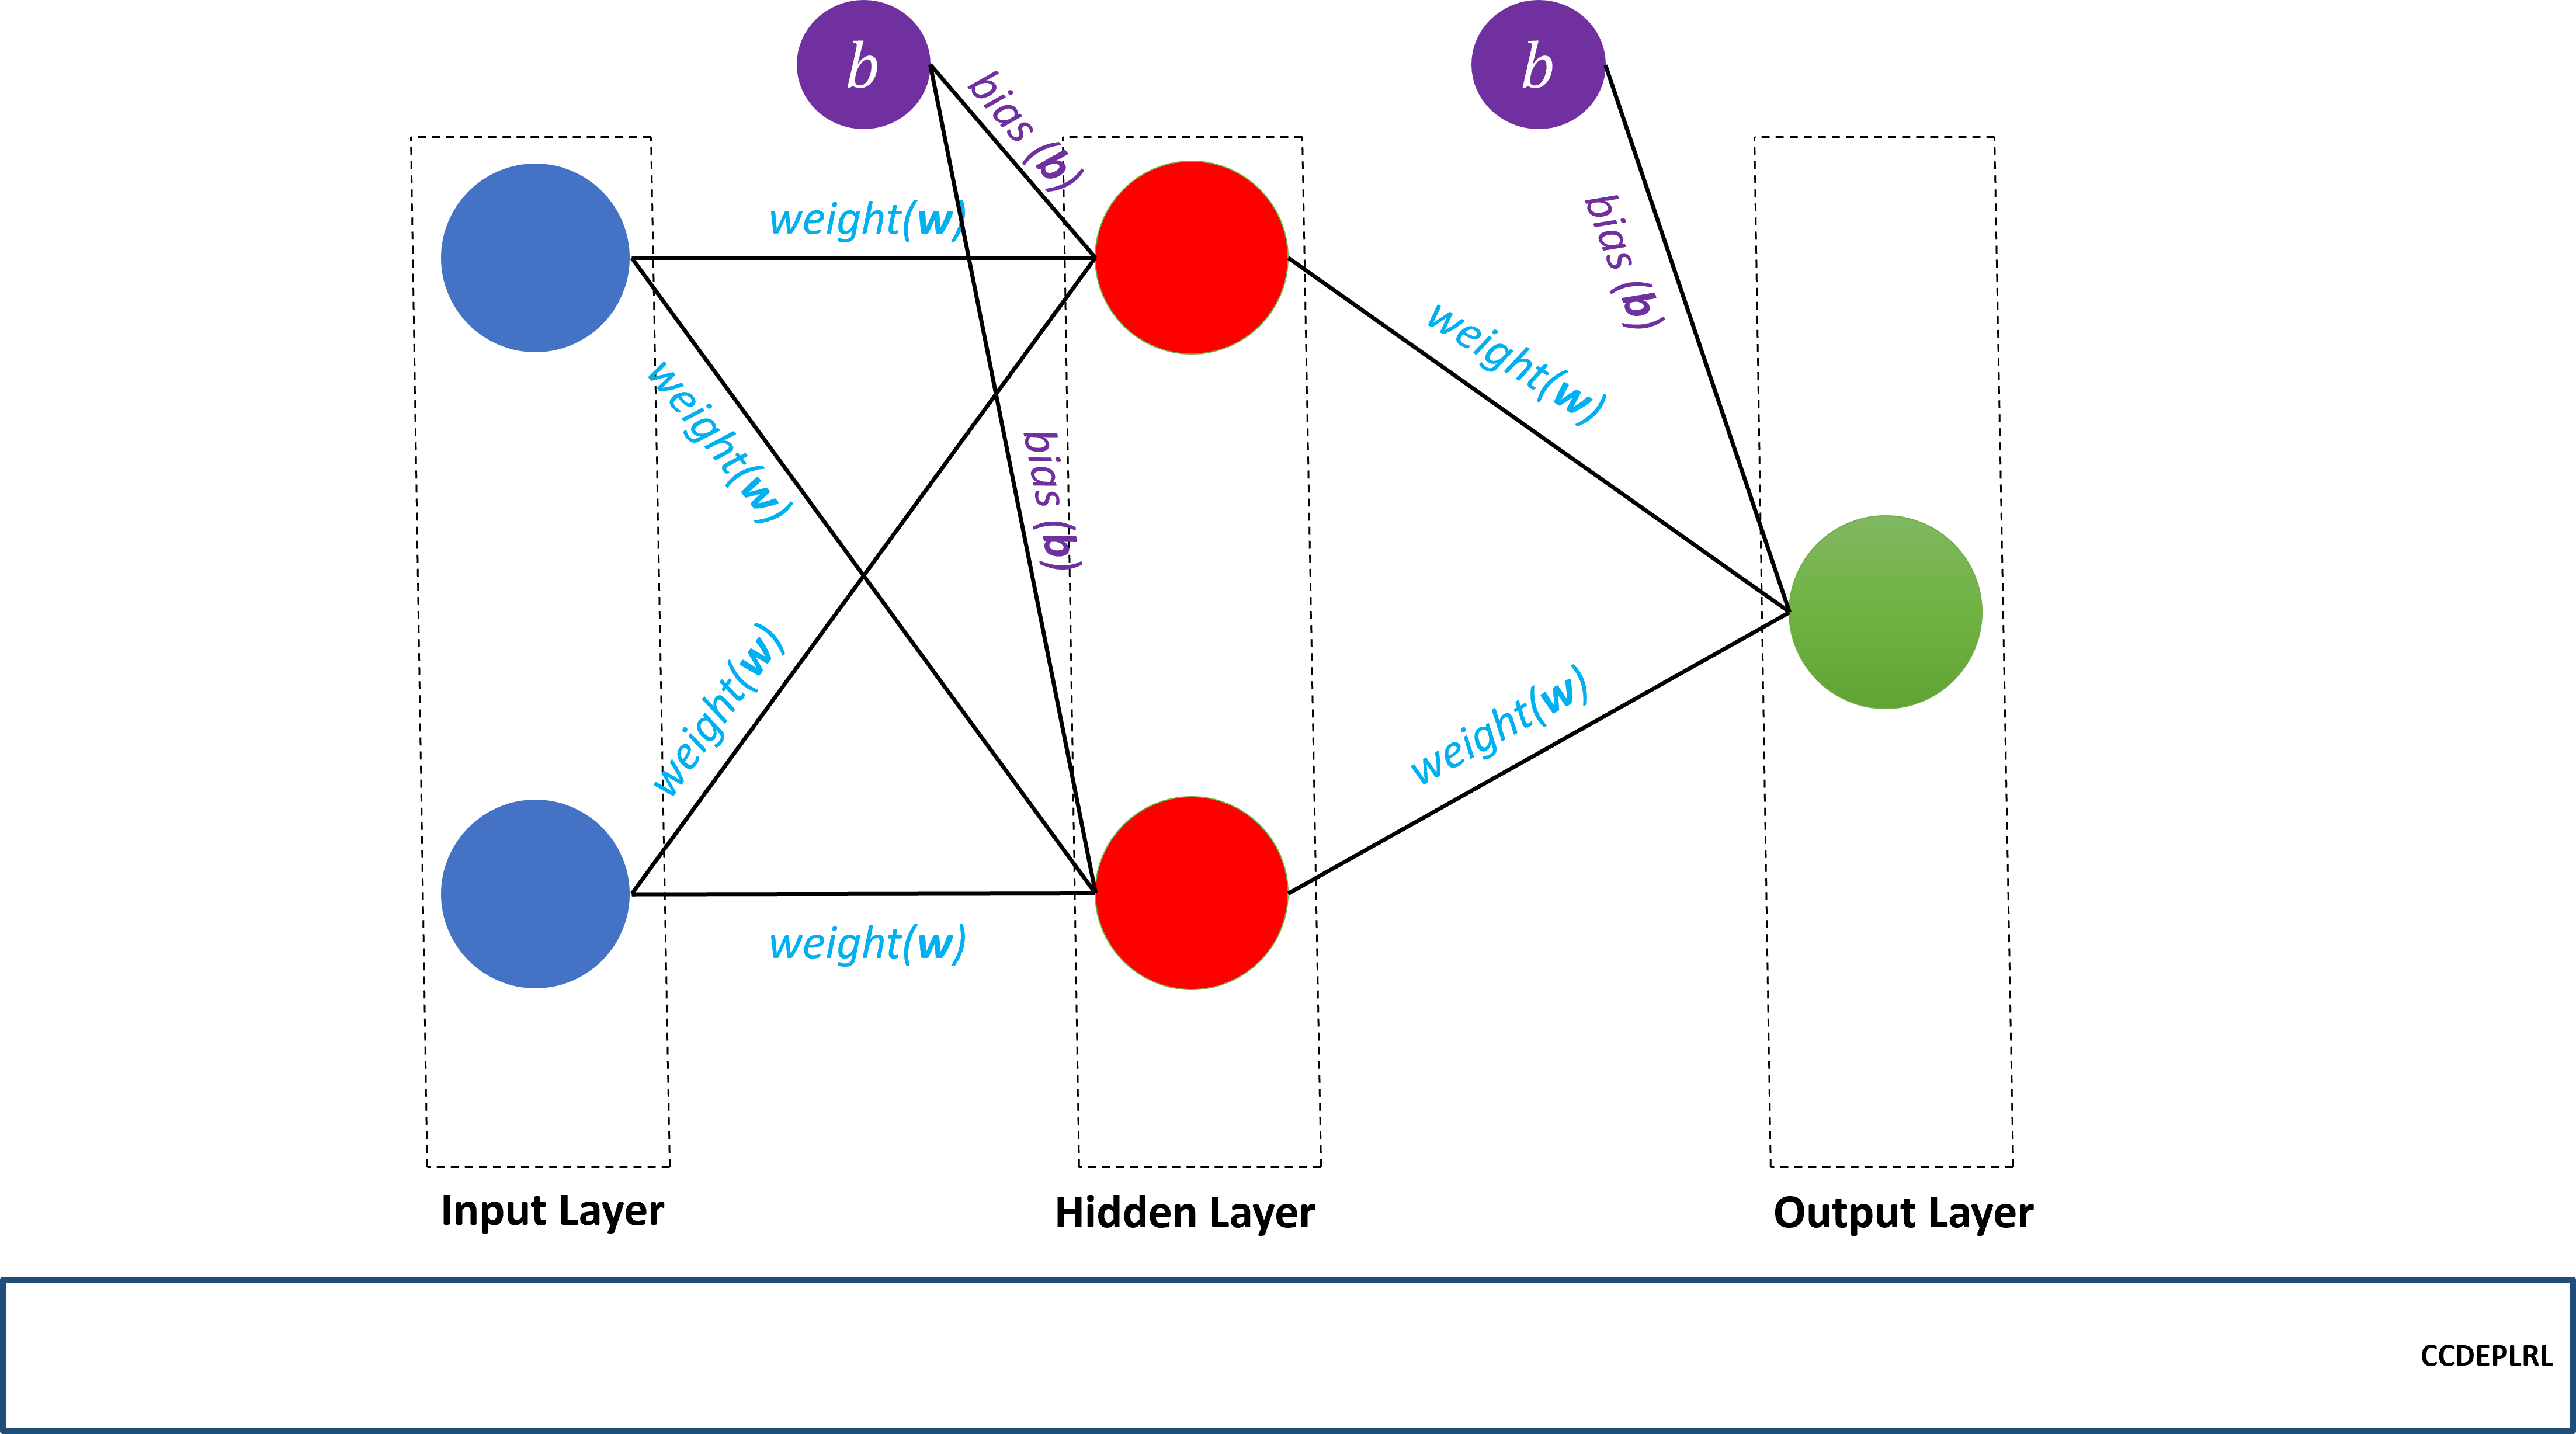 b
b
bias (b)
bias (b)
weight(w)
weight(w)
weight(w)
bias (b)
weight(w)
weight(w)
weight(w)
Input Layer
Hidden Layer
Output Layer
CCDEPLRL